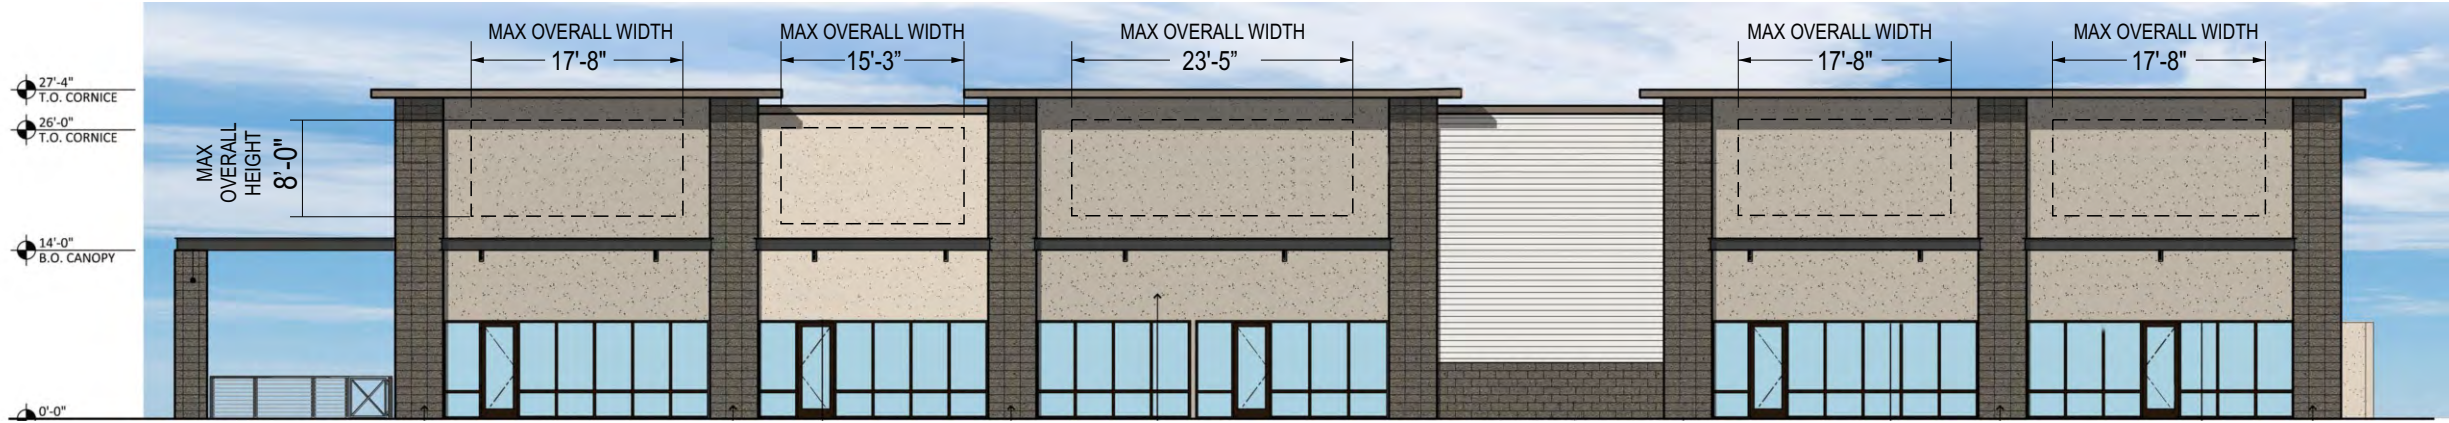 MAX OVERALL WIDTH
17'-8"
MAX OVERALL WIDTH
15'-3”
MAX OVERALL WIDTH
23'-5”
MAX OVERALL WIDTH
17'-8"
MAX OVERALL WIDTH
17'-8"
27'-4"
T.O. CORNICE
26'-0"
T.O. CORNICE
MAX
OVERALL
HEIGHT
8'-0"
14'-0"
B.O. CANOPY
0'-0"